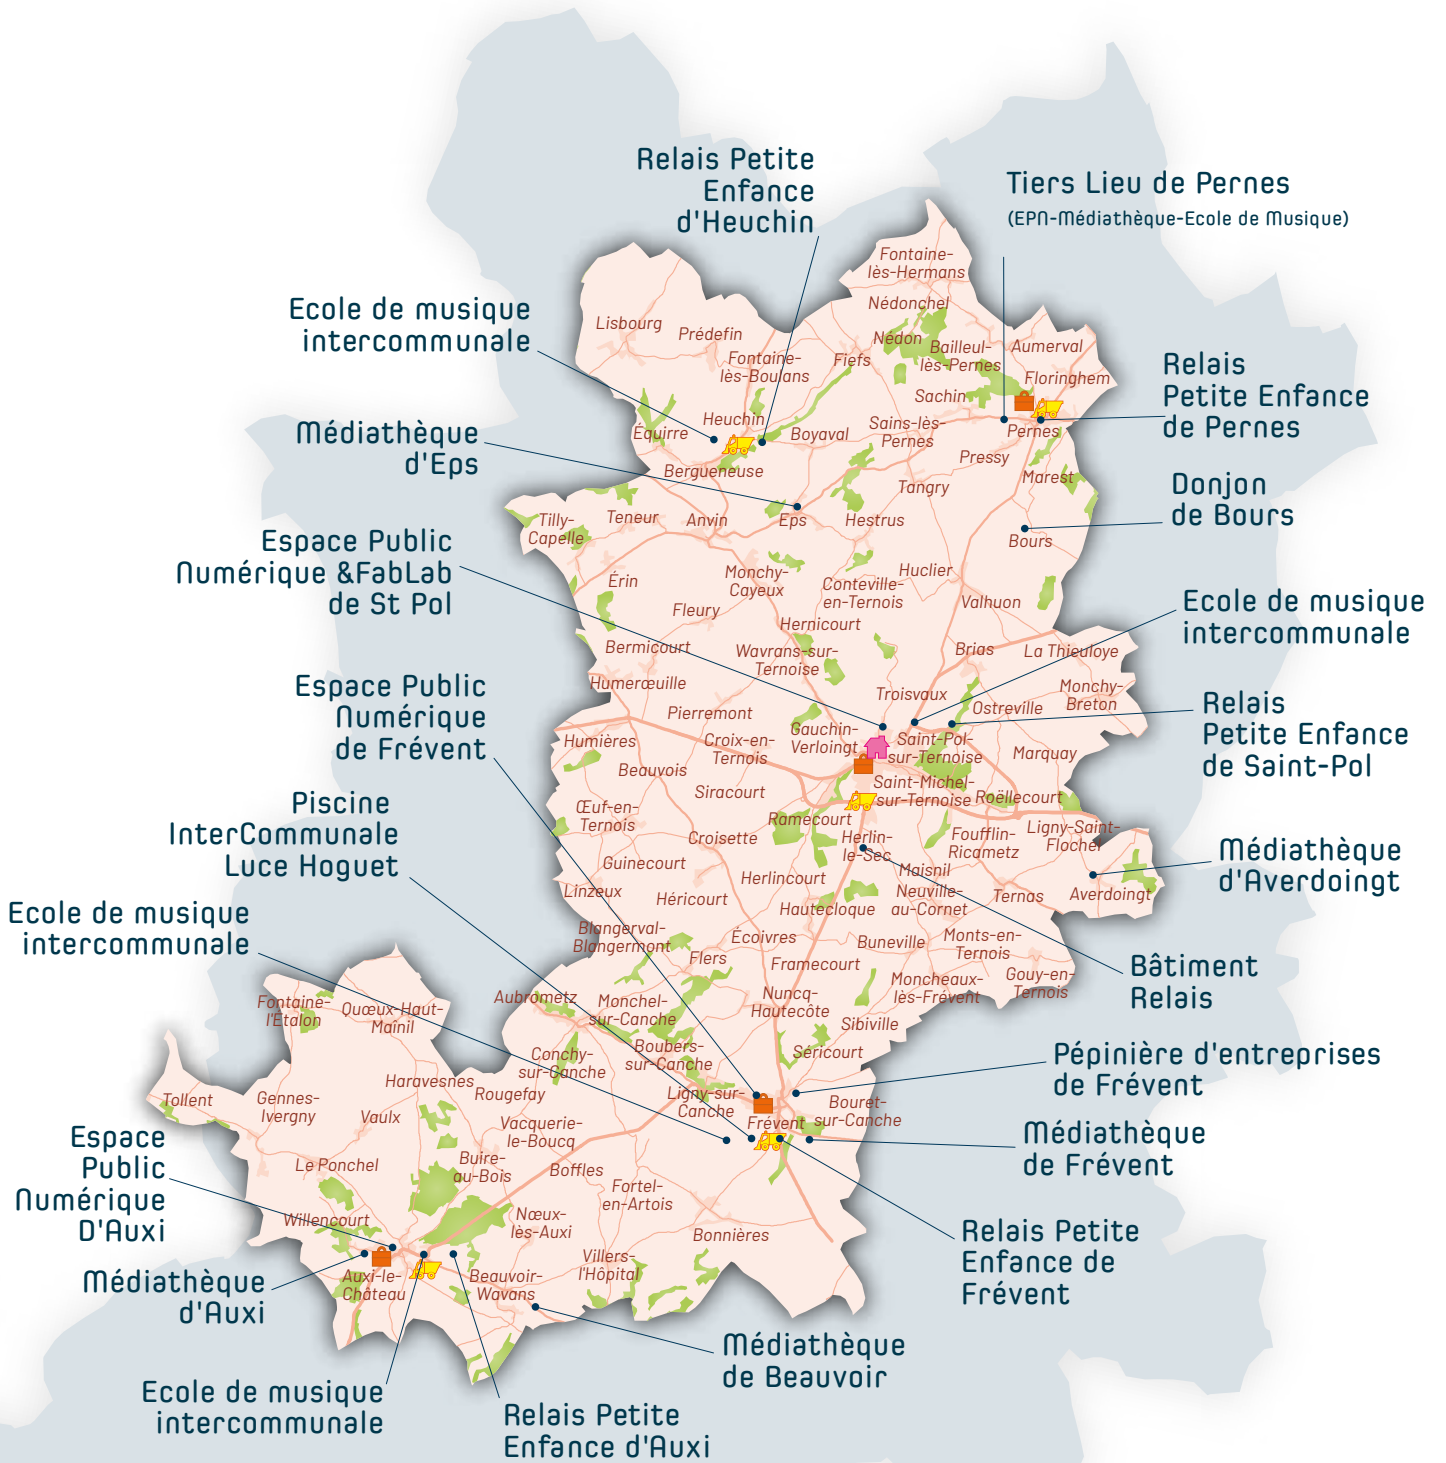 Relais Petite
Enfance
d'Heuchin
Tiers Lieu de Pernes
(EPN-Médiathèque-Ecole de Musique)
Ecole de musique
intercommunale
Médiathèque
d'Eps
Espace Public
Numérique &FabLab
de St Pol
Espace Public
Numérique
de Frévent
Piscine
InterCommunale
Luce Hoguet
Ecole de musique
intercommunale
Espace
Public
Numérique
D'Auxi
Médiathèque
d'Auxi
Ecole de musique
intercommunale
Relais Petite
Enfance d'Auxi
Médiathèque
de Beauvoir
Relais Petite
Enfance de
Frévent
Médiathèque
de Frévent
Pépinière d'entreprises
de Frévent
Bâtiment
Relais
Médiathèque
d'Averdoingt
Relais
Petite Enfance
de Saint-Pol
Ecole de musique
intercommunale
Donjon
de Bours
Relais
Petite Enfance
de Pernes
Fontaine-
lès-Hermans
Nédonchel
Nédon
Bailleul-
lès-Pernes
Aumerval
Floringhem
Sachin
Pernes
Lisbourg
Prédefin
Fontaine-
lès-Boulans
Fiefs
Heuchin
Équirre
Boyaval
Sains-lès-
Pernes
Bergueneuse
Pressy
Marest
Tangry
Tilly-
Capelle
Teneur
Anvin
Eps
Hestrus
Bours
Érin
Monchy-
Cayeux
Conteville-
en-Ternois
Huclier
Valhuon
Fleury
Hernicourt
Bermicourt
Wavrans-sur-
Ternoise
Brias
La Thieuloye
Humerœuille
Troisvaux
Ostreville
Monchy-
Breton
Pierremont
Gauchin-
Verloingt
Saint-Pol-
sur-Ternoise
Humières
Croix-en-
Ternois
Marquay
Beauvois
Siracourt
Saint-Michel-
sur-Ternoise
Roëllecourt
Œuf-en-
Ternois
Ramecourt
Croisette
Herlin-
le-Sec
Foufflin-
Ricametz
Ligny-Saint-
Flochel
Guinecourt
Maisnil
Linzeux
Héricourt
Herlincourt
Neuville-
au-Cornet
Ternas
Averdoingt
Hautecloque
Blangerval-
Blangermont
Écoivres
Buneville
Monts-en-
Ternois
Flers
Framecourt
Moncheaux-
lès-Frévent
Gouy-en-
Ternois
Fontaine-
l'Etalon
Quœux-Haut-
Maînil
Aubrometz
Monchel-
sur-Canche
Nuncq-
Hautecôte
Sibiville
Conchy-
sur-Canche
Boubers-
sur-Canche
Séricourt
Haravesnes
Rougefay
Ligny-sur-
Canche
Bouret-
sur-Canche
Tollent
Gennes-
Ivergny
Vaulx
Vacquerie-
le-Boucq
Frévent
Le Ponchel
Buire-
au-Bois
Boffles
Fortel-
en-Artois
Willencourt
Nœux-
lès-Auxi
Bonnières
Auxi-le-
Château
Beauvoir-
Wavans
Villers-
l'Hôpital